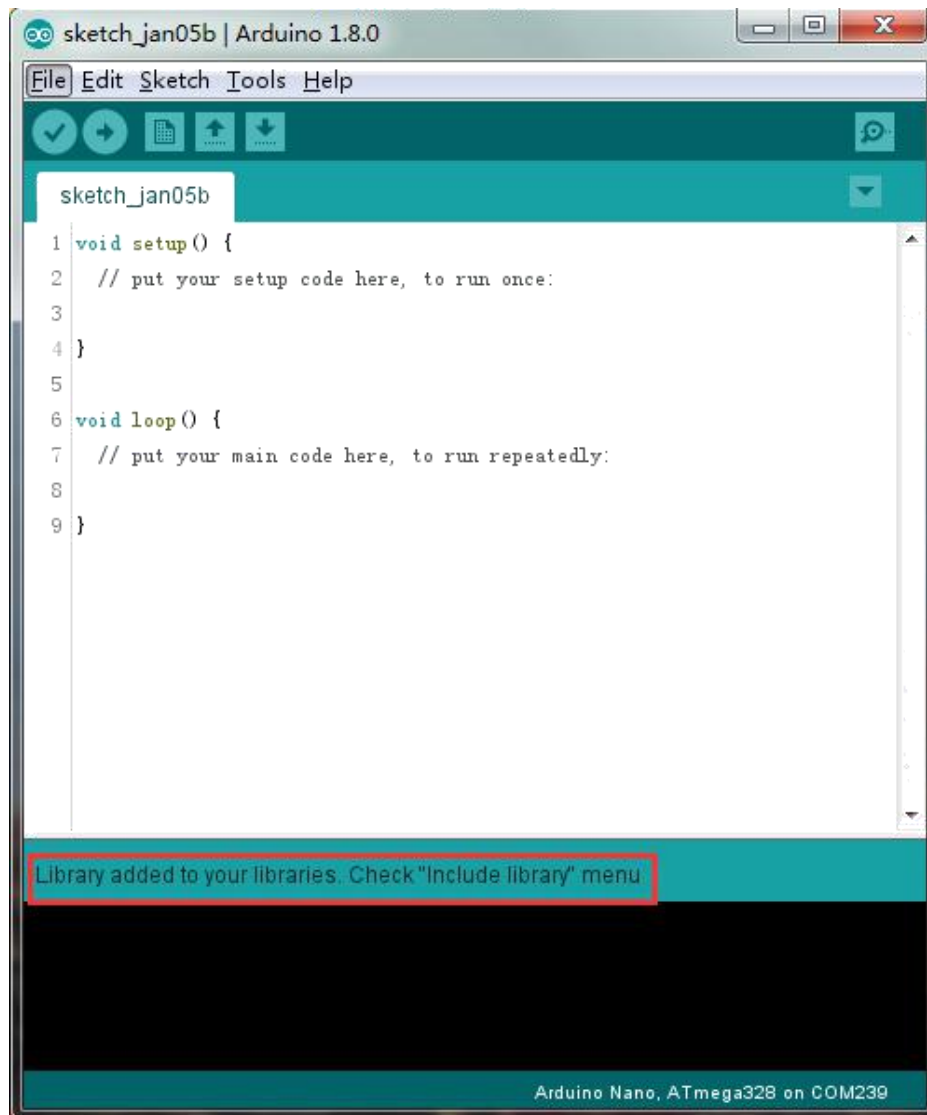 sketch_jan05b | Arduino 1.8.0
File Edit Sketch Tools Help
sketch_jan05b
1 void setup() {
2   // put your setup code here, to run once:
3
4 }
5
6 void loop() {
7   // put your main code here, to run repeatedly:
8
9 }
Library added to your libraries. Check "Include library" menu
Arduino Nano, ATmega328 on COM239